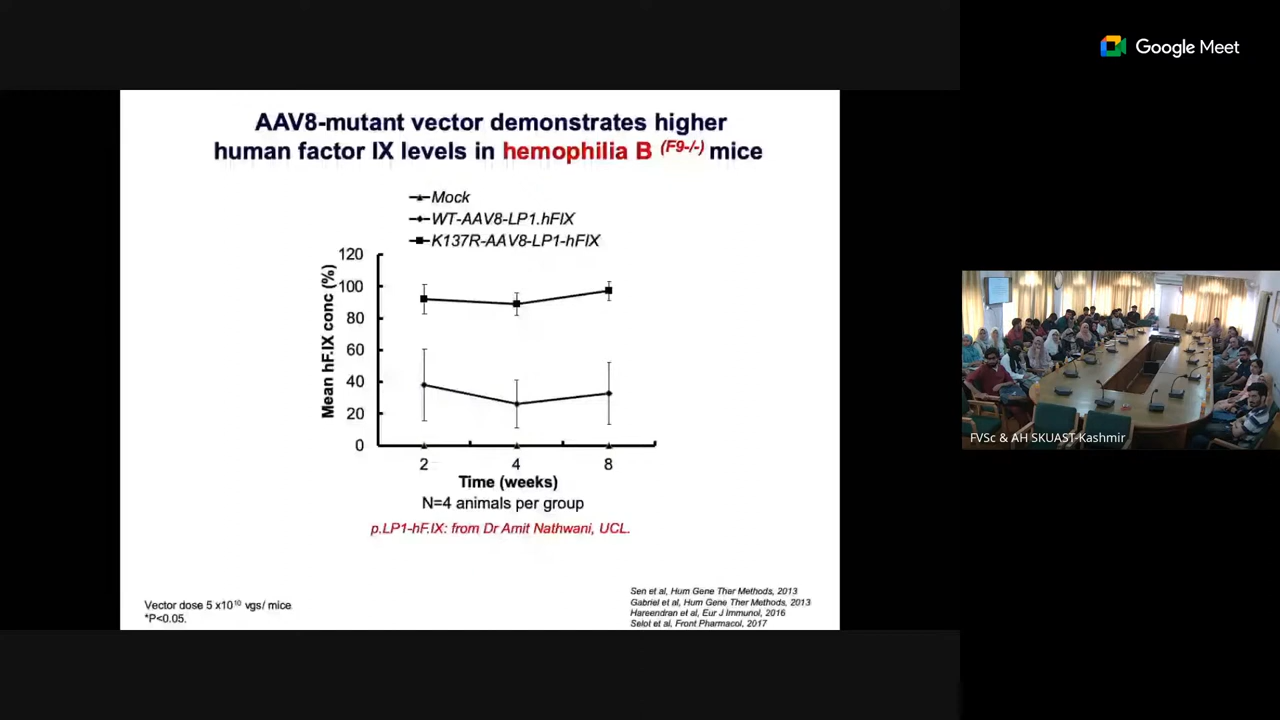 AAV8-mutant vector demonstrates higher
human factor IX levels in hemophilia B (F9-/-) mice
Mock
WT-AAV8-LP1.hFIX
K137R-AAV8-LP1-hFIX
Mean hF.IX conc (%)
120
100
80
60
40
20
0
2 4 8
Time (weeks)
N=4 animals per group
p.LP1-hF.IX: from Dr Amit Nathwani, UCL.
Vector dose 5 x10¹⁰ vgs/ mice
*P<0.05.
Sen et al, Hum Gene Ther Methods, 2013
Gabriel et al, Hum Gene Ther Methods, 2013
Hareendran et al, Eur J Immunol, 2016
Selot et al, Front Pharmacol, 2017
Google Meet
FVSc & AH SKUAST-Kashmir